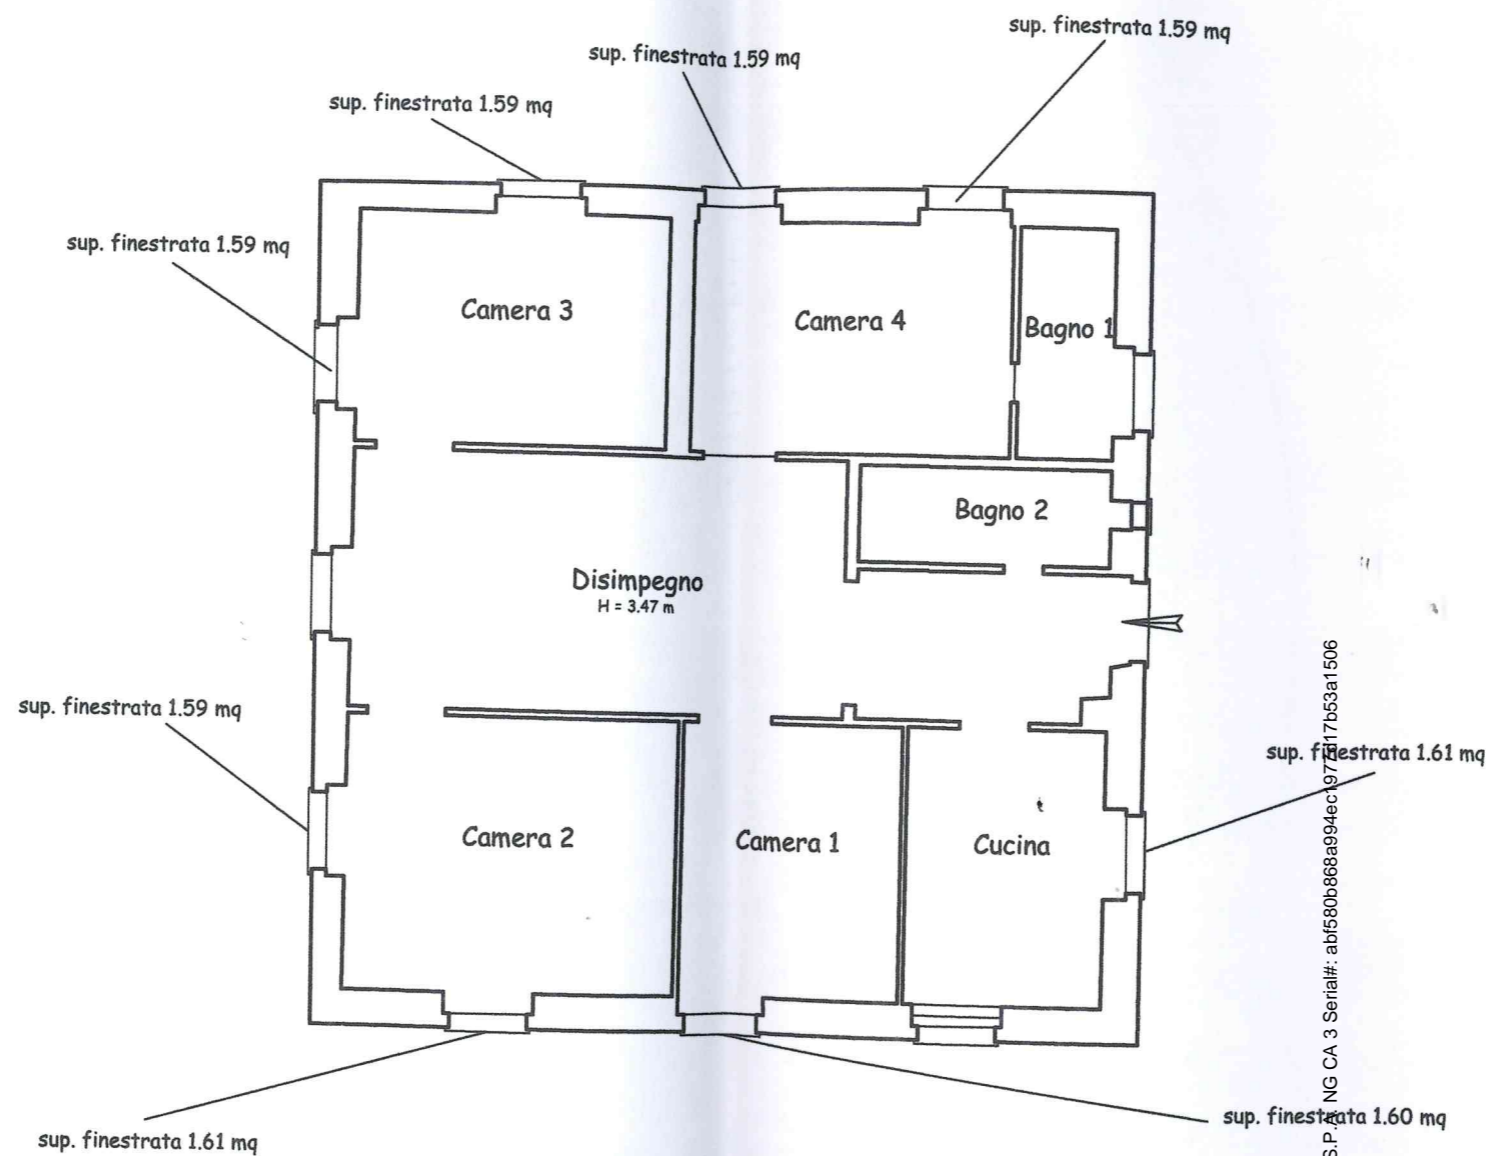 sup. finestrata 1.59 mq
sup. finestrata 1.59 mq
sup. finestrata 1.59 mq
sup. finestrata 1.59 mq
Camera 3
Camera 4
Bagno 1
Bagno 2
Disimpegno
H = 3.47 m
sup. finestrata 1.59 mq
sup. finestrata 1.61 mq
Camera 2
Camera 1
Cucina
sup. finestrata 1.60 mq
sup. finestrata 1.61 mq
S.P.A. NG CA 3 Serial#: abf580b868a994ec1977d17b53a1506